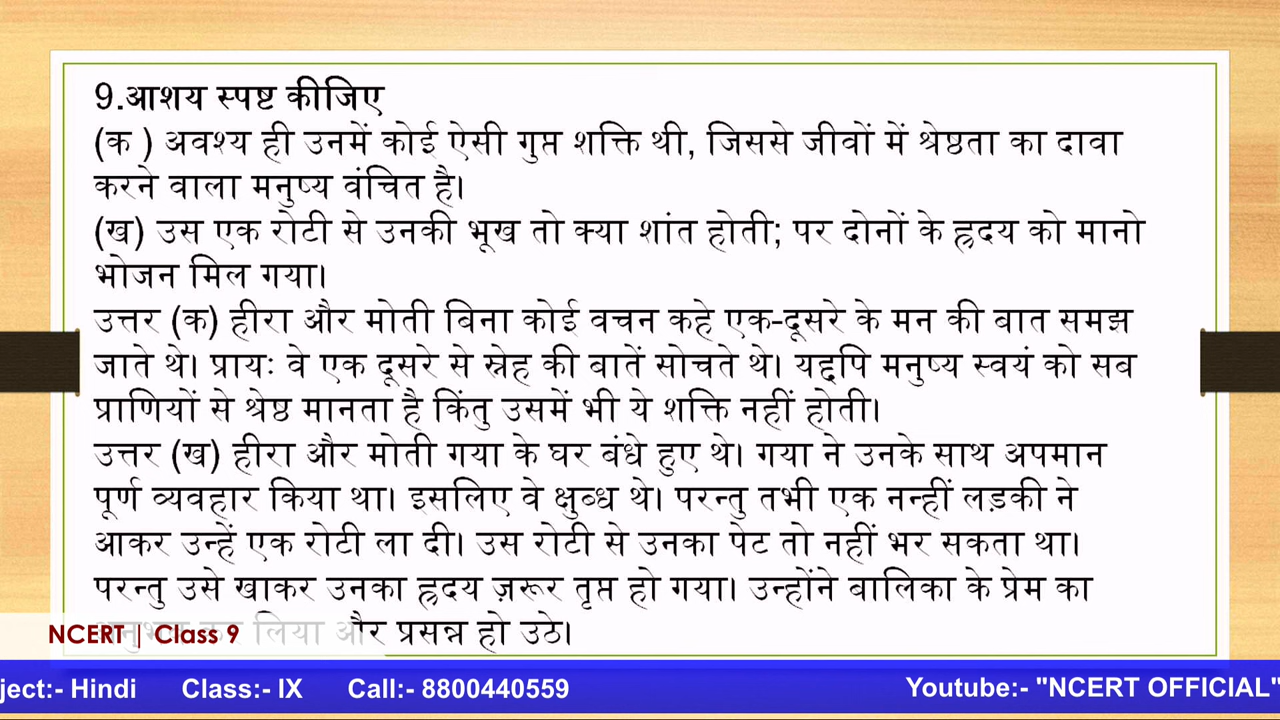 9.आशय स्पष्ट कीजिए
(क ) अवश्य ही उनमें कोई ऐसी गुप्त शक्ति थी, जिससे जीवों में श्रेष्ठता का दावा
करने वाला मनुष्य वंचित है।
(ख) उस एक रोटी से उनकी भूख तो क्या शांत होती; पर दोनों के ह्रदय को मानो
भोजन मिल गया।
उत्तर (क) हीरा और मोती बिना कोई वचन कहे एक-दूसरे के मन की बात समझ
जाते थे। प्रायः वे एक दूसरे से स्नेह की बातें सोचते थे। यद्दपि मनुष्य स्वयं को सब
प्राणियों से श्रेष्ठ मानता है किंतु उसमें भी ये शक्ति नहीं होती।
उत्तर (ख) हीरा और मोती गया के घर बंधे हुए थे। गया ने उनके साथ अपमान
पूर्ण व्यवहार किया था। इसलिए वे क्षुब्ध थे। परन्तु तभी एक नन्हीं लड़की ने
आकर उन्हें एक रोटी ला दी। उस रोटी से उनका पेट तो नहीं भर सकता था।
परन्तु उसे खाकर उनका ह्रदय ज़रूर तृप्त हो गया। उन्होंने बालिका के प्रेम का
लिया और प्रसन्न हो उठे।
NCERT | Class 9
ject:- Hindi Class:- IX Call:- 8800440559 Youtube:- "NCERT OFFICIAL"